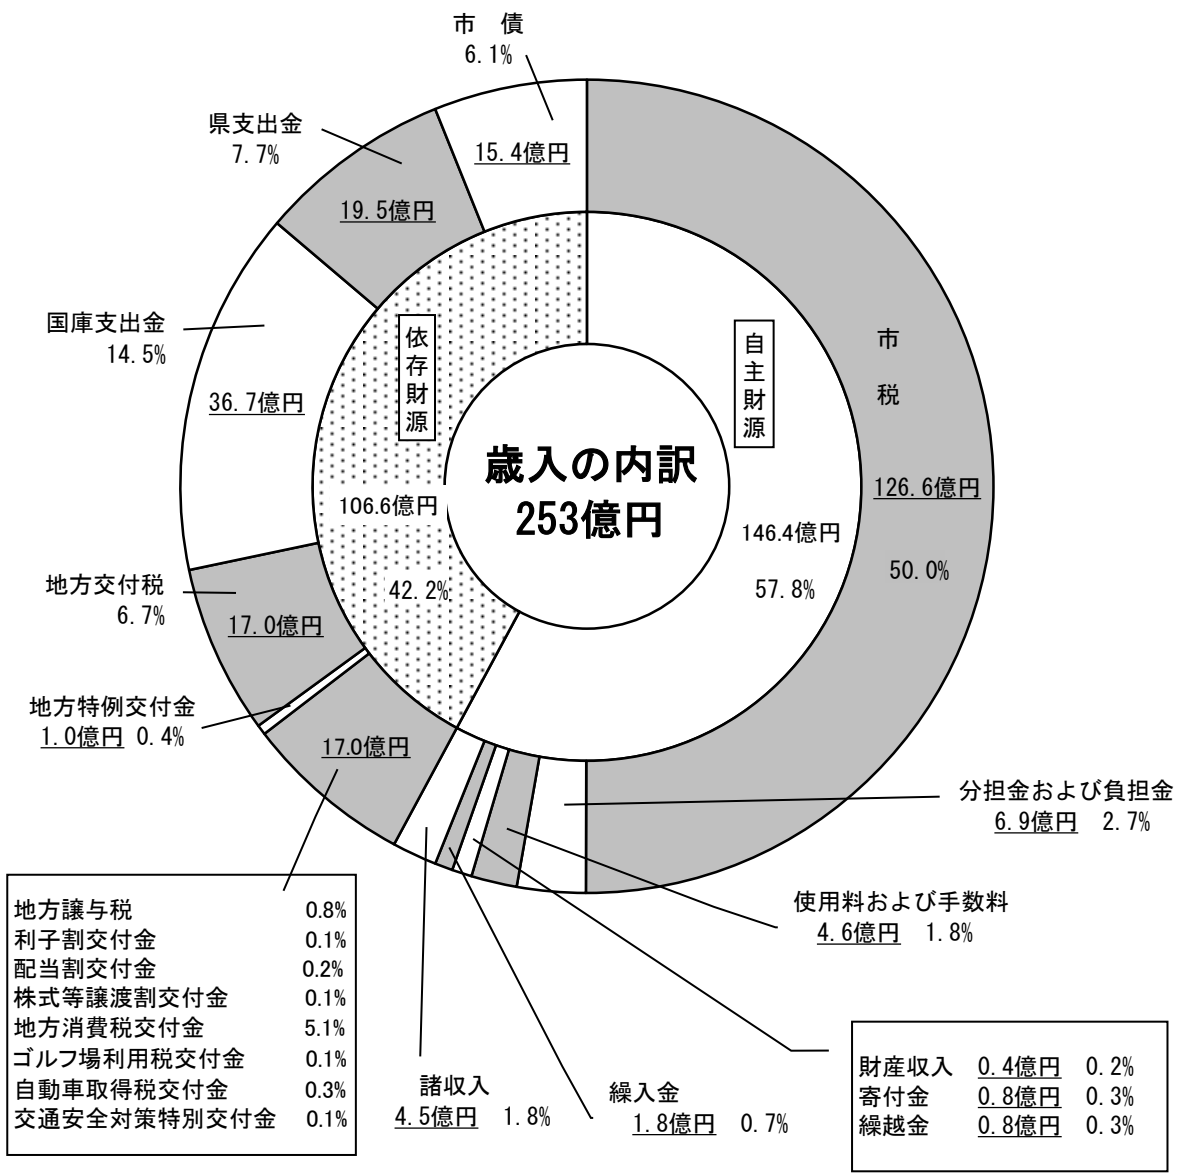 市　債
6.1%
15.4億円
県支出金
7.7%
19.5億円
国庫支出金
14.5%
36.7億円
依存財源
自主財源
市税
歳入の内訳
253億円
106.6億円
42.2%
146.4億円
57.8%
126.6億円
50.0%
地方交付税
6.7%
17.0億円
地方特例交付金
1.0億円 0.4%
17.0億円
分担金および負担金
6.9億円 2.7%
使用料および手数料
4.6億円 1.8%
地方譲与税 0.8%
利子割交付金 0.1%
配当割交付金 0.2%
株式等譲渡割交付金 0.1%
地方消費税交付金 5.1%
ゴルフ場利用税交付金 0.1%
自動車取得税交付金 0.3%
交通安全対策特別交付金 0.1%
諸収入
4.5億円 1.8%
繰入金
1.8億円 0.7%
財産収入 0.4億円 0.2%
寄付金 0.8億円 0.3%
繰越金 0.8億円 0.3%